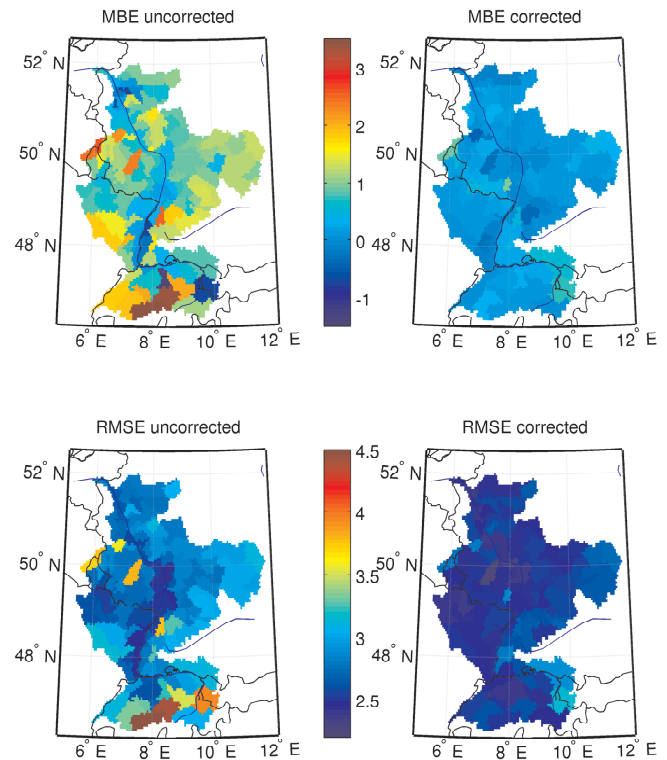 MBE uncorrected
MBE corrected
52° N
50° N
48° N
6° E
8° E
10° E
12° E
3
2
1
0
-1
52° N
50° N
48° N
6° E
8° E
10° E
12° E
RMSE uncorrected
RMSE corrected
52° N
50° N
48° N
6° E
8° E
10° E
12° E
4.5
4
3.5
3
2.5
52° N
50° N
48° N
6° E
8° E
10° E
12° E